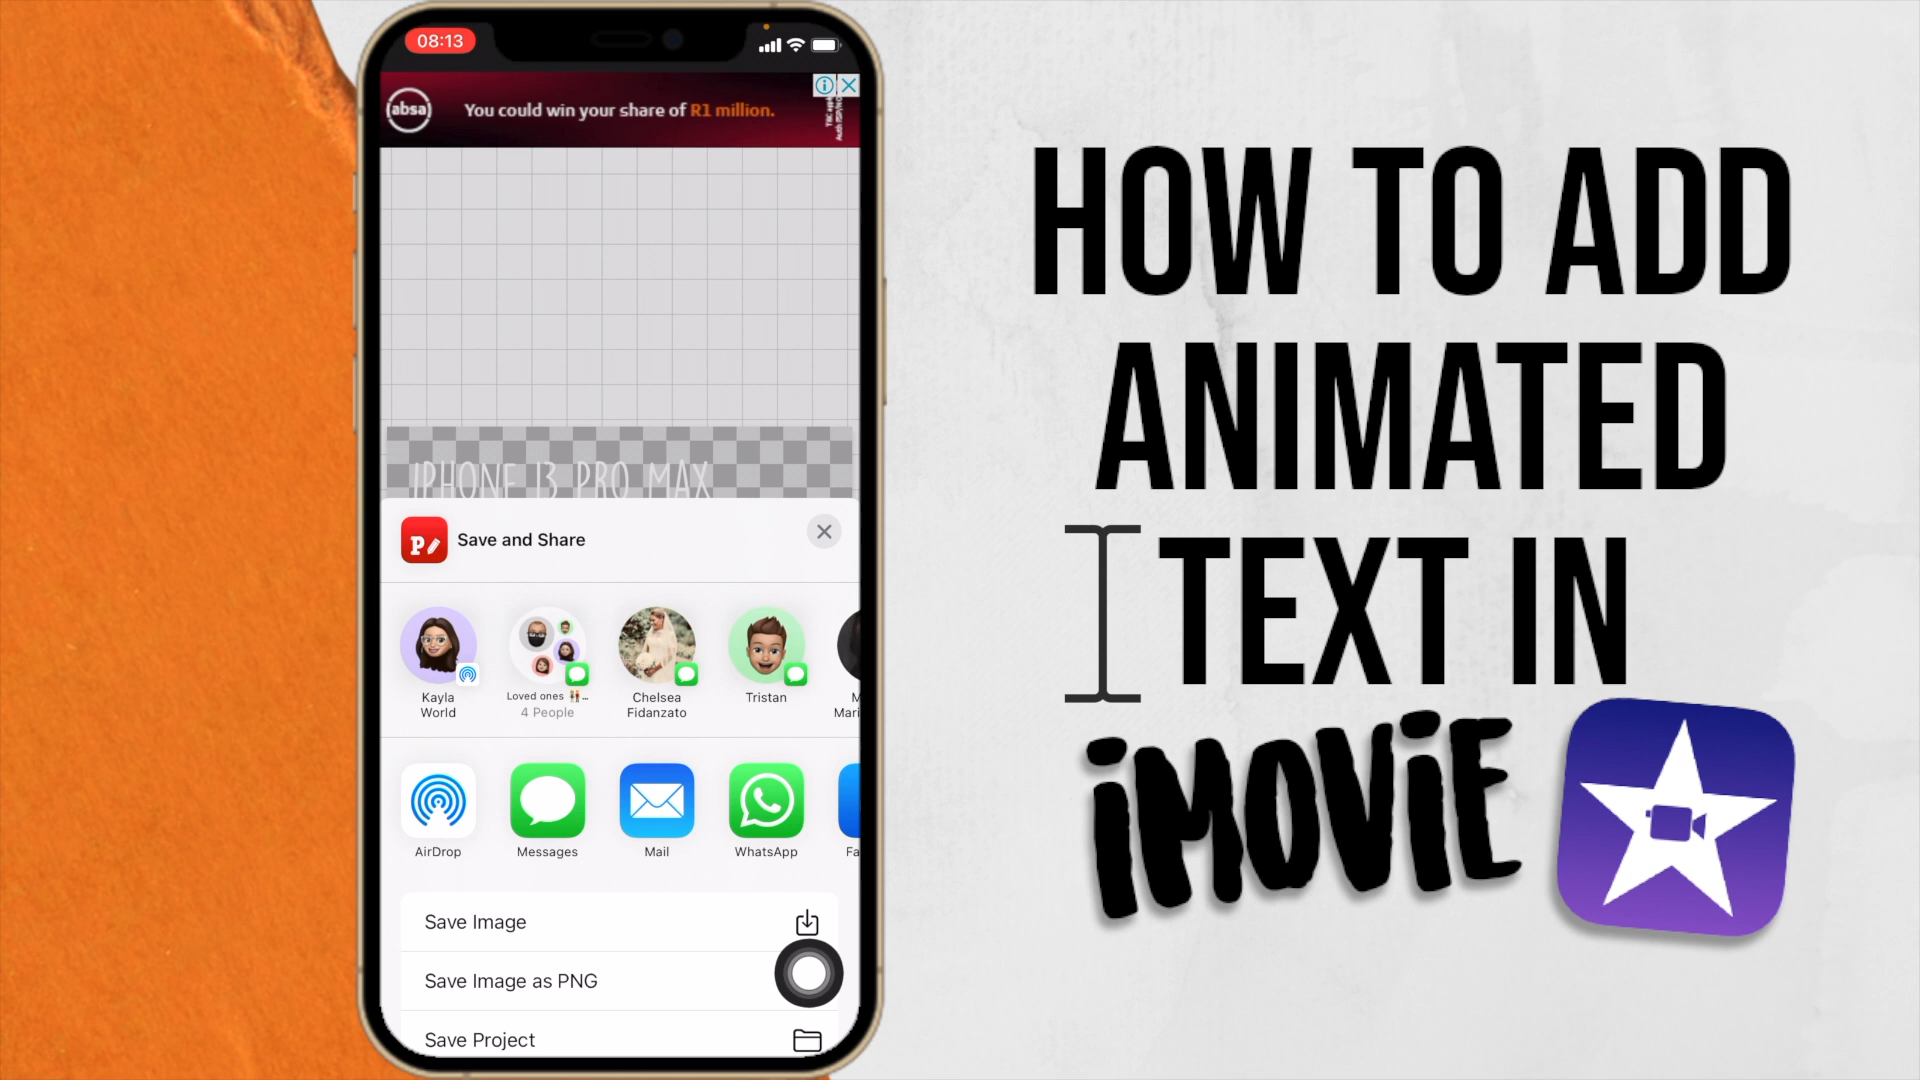 08:13
absa
You could win your share of R1 million.
IPHONE 13 PRO MAX
P
Save and Share
Kayla World
Loved ones
4 People
Chelsea Fidanzato
Tristan
AirDrop
Messages
Mail
WhatsApp
Save Image
Save Image as PNG
Save Project
HOW TO ADD
ANIMATED
TEXT IN
iMOViE